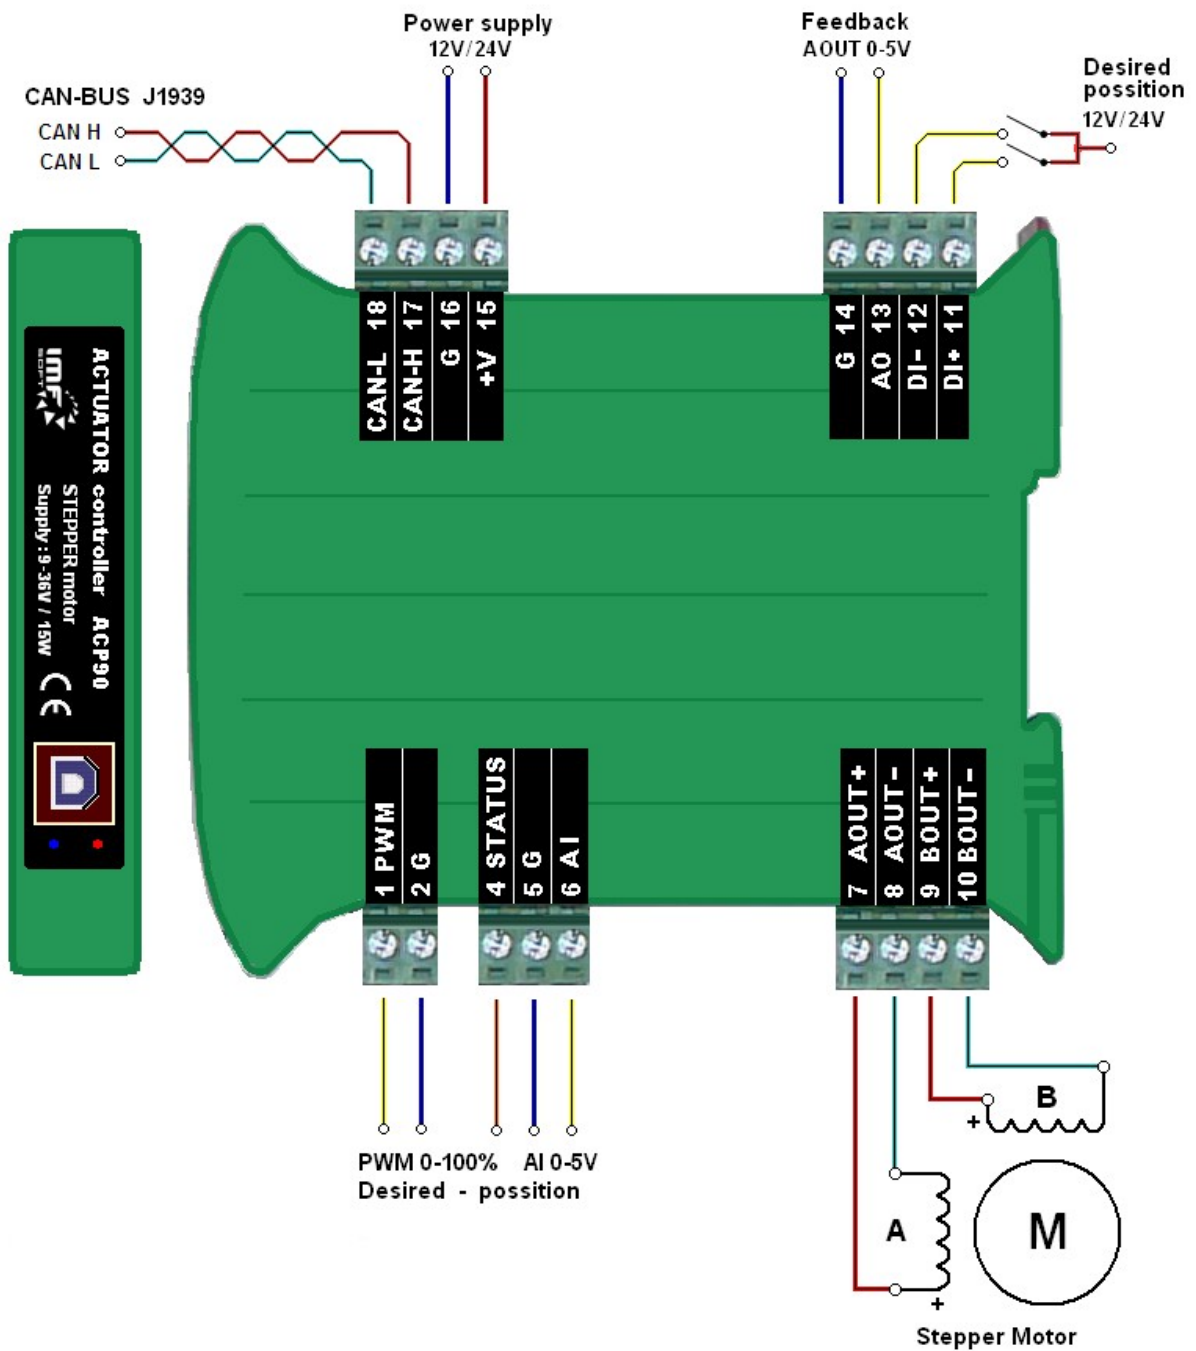 Power supply
12V/24V
Feedback
AOUT 0-5V
Desired
possition
12V/24V
CAN-BUS J1939
CAN H
CAN L
CAN-L 18
CAN-H 17
G 16
+V 15
G 14
AO 13
DI- 12
DI+ 11
IMF
SOFT
ACTUATOR controller ACP90
STEPPER motor
Supply: 9-36V / 15W
CE
1 PWM
2 G
4 STATUS
5 G
6 AI
7 AOUT+
8 AOUT-
9 BOUT+
10 BOUT-
PWM 0-100% AI 0-5V
Desired - possition
B
+
A
+
M
Stepper Motor